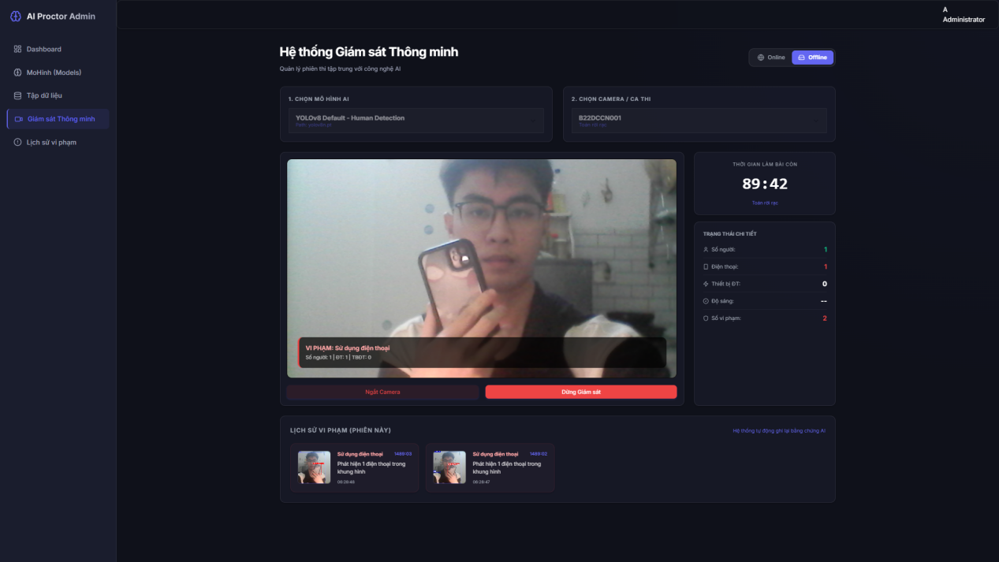 AI Proctor Admin
A
Administrator
Dashboard
MoHinh (Models)
Tập dữ liệu
Giám sát Thông minh
Lịch sử vi phạm
Hệ thống Giám sát Thông minh
Quản lý phiên thi tập trung với công nghệ AI
Online
Offline
1. CHỌN MÔ HÌNH AI
YOLOv8 Default - Human Detection
Path: yolov8n.pt
2. CHỌN CAMERA / CA THI
B22DCCN001
Toán rời rạc
THỜI GIAN LÀM BÀI CÒN
89:42
Toán rời rạc
TRẠNG THÁI CHI TIẾT
Số người: 1
Điện thoại: 1
Thiết bị ĐT: 0
Độ sáng: --
Số vi phạm: 2
VI PHẠM: Sử dụng điện thoại
Số người: 1 | ĐT: 1 | TBĐT: 0
Ngắt Camera
Dừng Giám sát
LỊCH SỬ VI PHẠM (PHIÊN NÀY)
Hệ thống tự động ghi lại bằng chứng AI
Sử dụng điện thoại 1489:03
Phát hiện 1 điện thoại trong
khung hình
08:28:48
Sử dụng điện thoại 1489:02
Phát hiện 1 điện thoại trong
khung hình
08:28:47